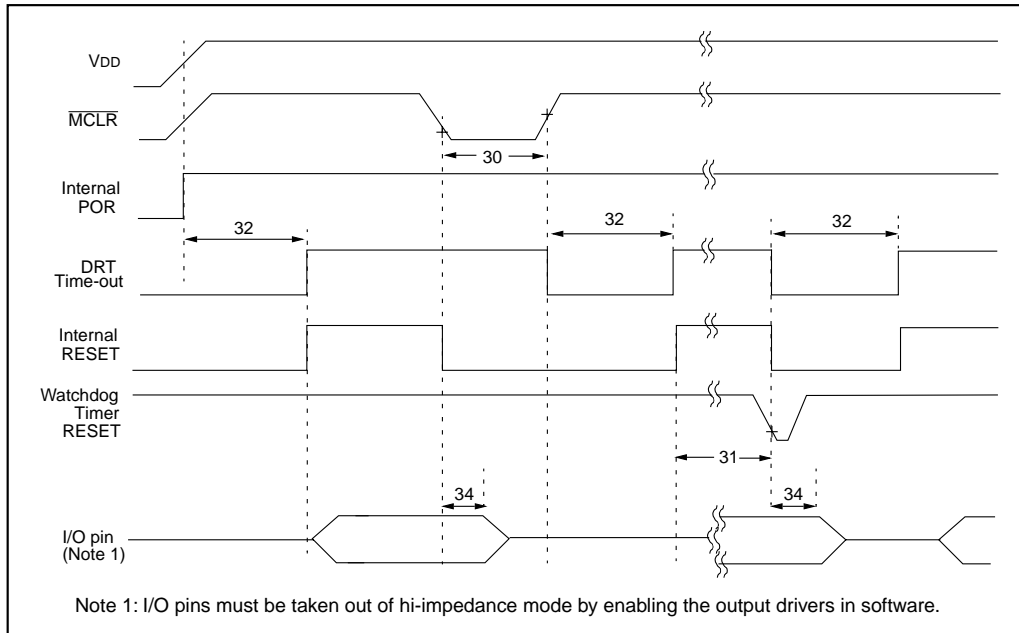 VDD
MCLR
30
Internal
POR
32
32
32
DRT
Time-out
Internal
RESET
Watchdog
Timer
RESET
31
34
34
I/O pin
(Note 1)
Note 1: I/O pins must be taken out of hi-impedance mode by enabling the output drivers in software.